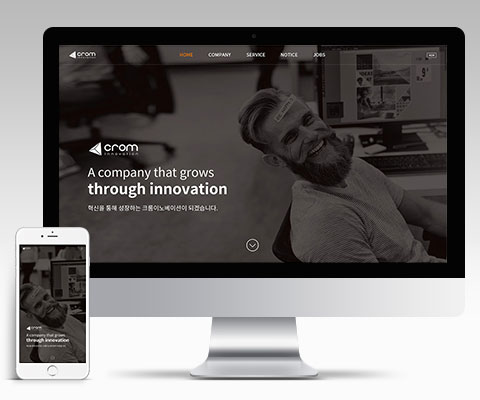 crom
innovation
HOME COMPANY SERVICE NOTICE JOBS
crom
innovation
A company that grows
through innovation
혁신을 통해 성장하는 크롬이노베이션이 되겠습니다.
crom
A company that grows
through innovation